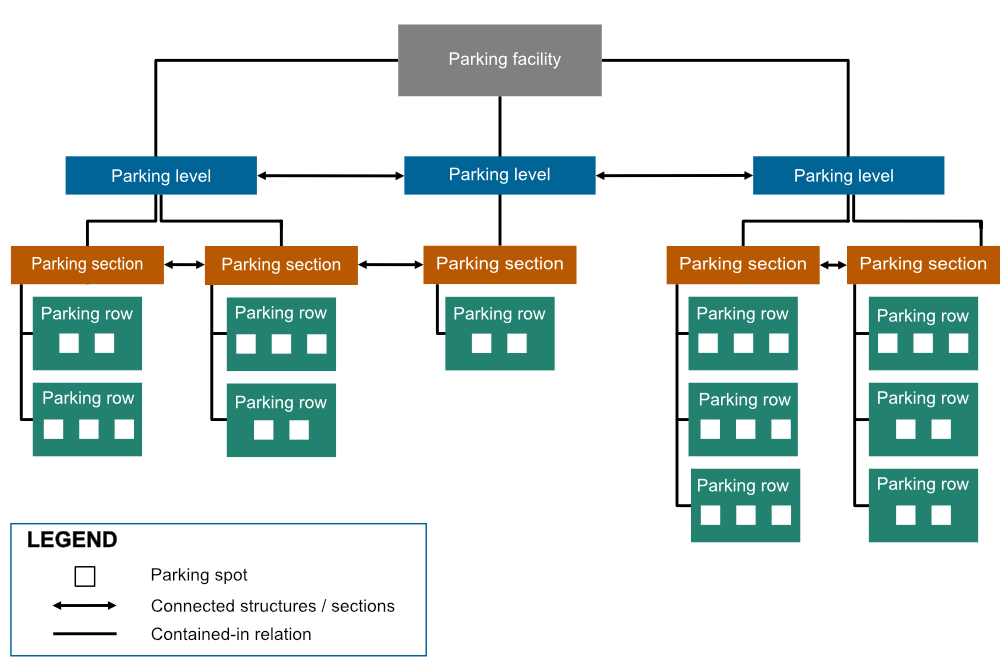 Parking facility
Parking level
Parking level
Parking level
Parking section
Parking section
Parking section
Parking section
Parking section
Parking row
Parking row
Parking row
Parking row
Parking row
Parking row
Parking row
Parking row
Parking row
Parking row
Parking row
LEGEND
Parking spot
Connected structures / sections
Contained-in relation